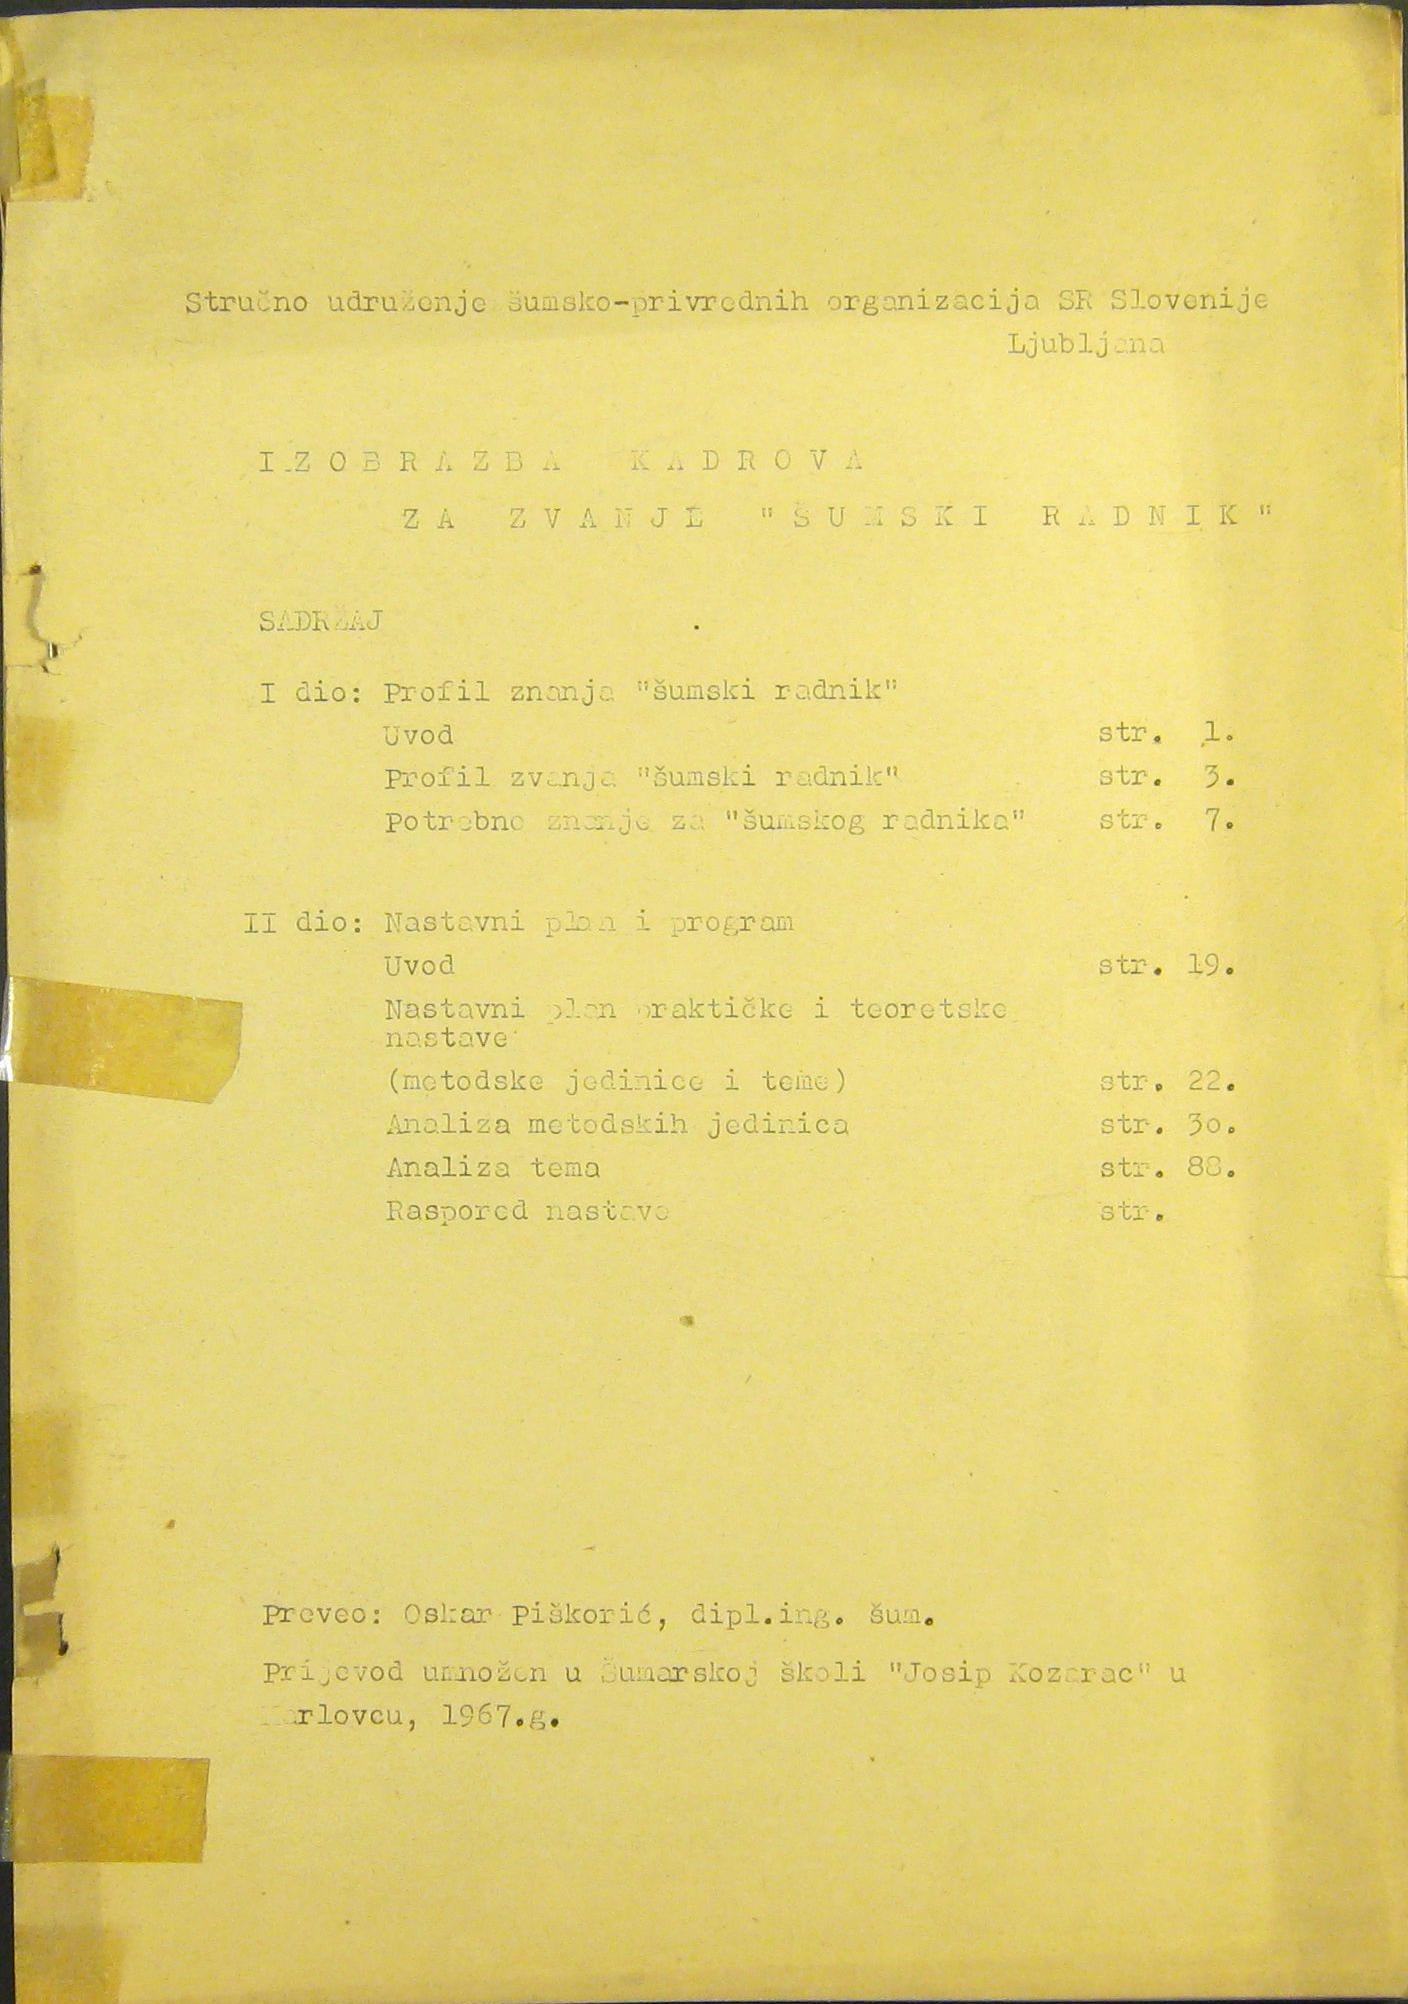 Stručno udruženje šumsko-privrednih organizacija SR Slovenije
Ljubljana
IZOBRAZBA KADROVA
ZA ZVANJE "ŠUMSKI RADNIK"
SADRŽAJ
I dio: Profil znanja "šumski radnik"
Uvod str. 1.
Profil zvanja "šumski radnik" str. 3.
Potrebno znanje za "šumskog radnika" str. 7.
II dio: Nastavni plan i program
Uvod str. 19.
Nastavni plan praktičke i teoretske
nastave
(metodske jedinice i teme) str. 22.
Analiza metodskih jedinica str. 30.
Analiza tema str. 88.
Raspored nastave str.
Preveo: Oskar Piškorić, dipl.ing. šum.
Prijevod umnožen u Šumarskoj školi "Josip Kozarac" u
Karlovcu, 1967.g.